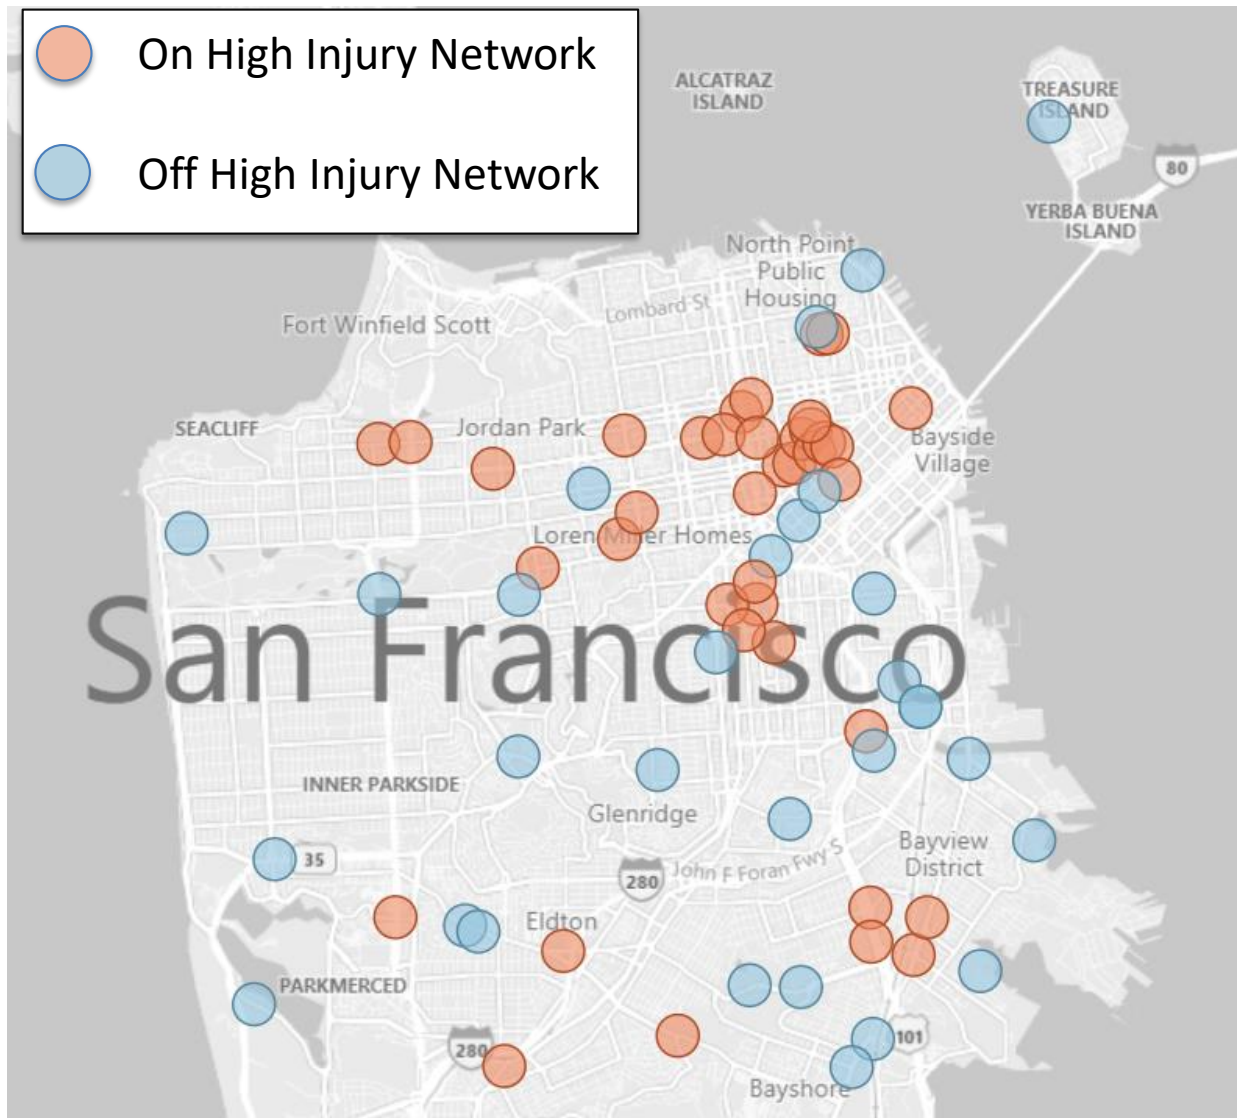 On High Injury Network
Off High Injury Network
ALCATRAZ
ISLAND
TREASURE
ISLAND
80
YERBA BUENA
ISLAND
North Point
Public
Housing
Lombard St
Fort Winfield Scott
SEACLIFF
Jordan Park
Bayside
Village
Loren Miller Homes
San Francisco
INNER PARKSIDE
Glenridge
35
280
John F Foran Fwy S
Bayview
District
Eldton
PARKMERCED
280
101
Bayshore